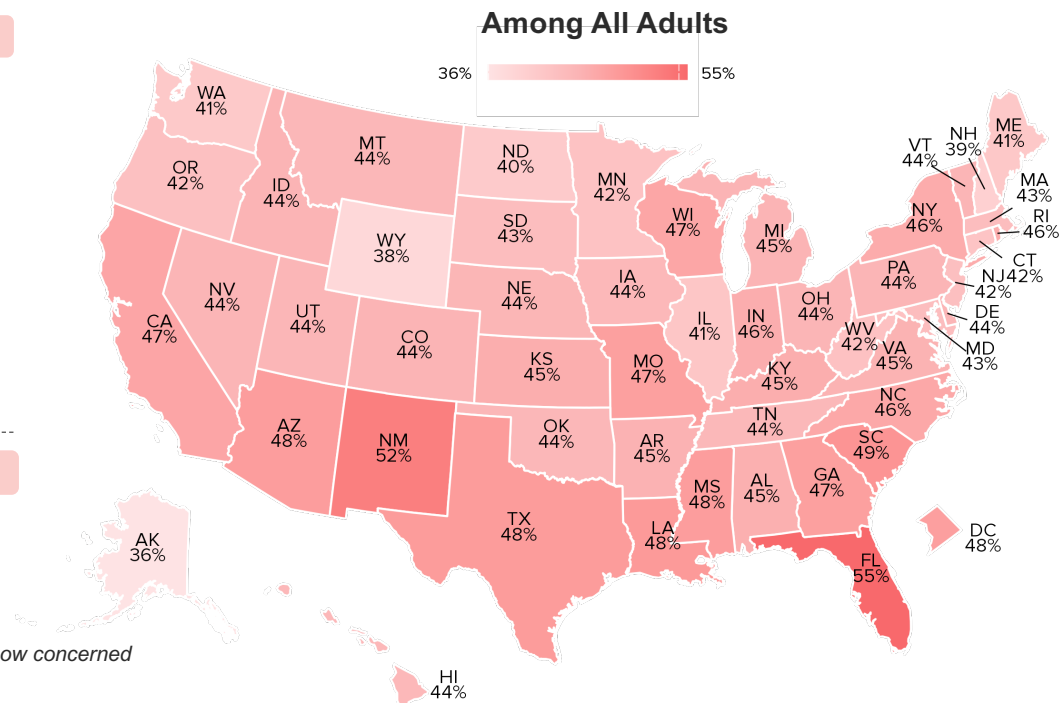 Among All Adults
36%
55%
WA
41%
OR
42%
ID
44%
MT
44%
ND
40%
MN
42%
SD
43%
WY
38%
WI
47%
MI
45%
VT
44%
NH
39%
ME
41%
MA
43%
RI
46%
NY
46%
CT
42%
NJ
42%
PA
44%
DE
44%
MD
43%
NV
44%
UT
44%
CA
47%
CO
44%
NE
44%
IA
44%
IL
41%
IN
46%
OH
44%
WV
42%
VA
45%
KS
45%
MO
47%
KY
45%
NC
46%
TN
44%
AZ
48%
NM
52%
OK
44%
AR
45%
SC
49%
MS
48%
AL
45%
GA
47%
TX
48%
LA
48%
FL
55%
DC
48%
AK
36%
HI
44%
ow concerned